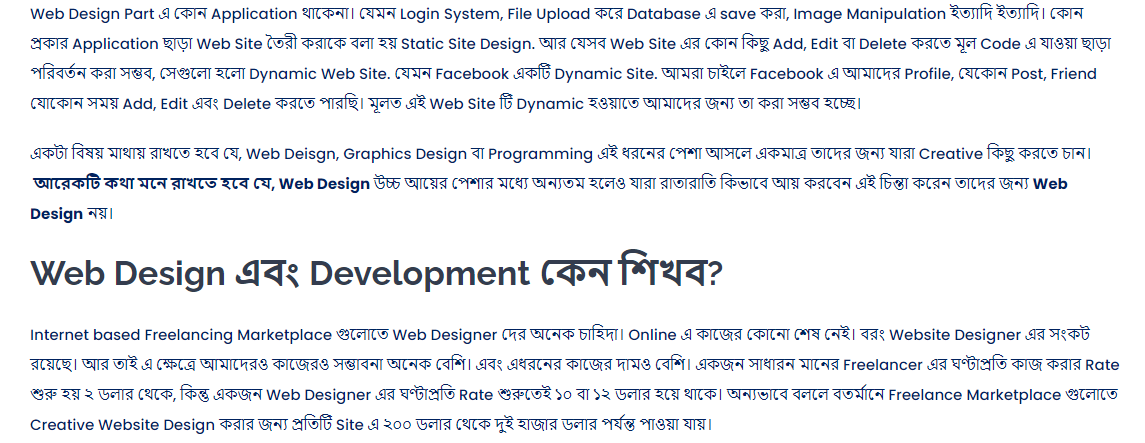 Web Design Part এ কোন Application থাকেনা। যেমন Login System, File Upload করে Database এ save করা, Image Manipulation ইত্যাদি ইত্যাদি। কোন
প্রকার Application ছাড়া Web Site তৈরী করাকে বলা হয় Static Site Design. আর যেসব Web Site এর কোন কিছু Add, Edit বা Delete করতে মূল Code এ যাওয়া ছাড়া
পরিবর্তন করা সম্ভব, সেগুলো হলো Dynamic Web Site. যেমন Facebook একটি Dynamic Site. আমরা চাইলে Facebook এ আমাদের Profile, যেকোন Post, Friend
যোকোন সময় Add, Edit এবং Delete করতে পারছি। মূলত এই Web Site টি Dynamic হওয়াতে আমাদের জন্য তা করা সম্ভব হচ্ছে।
একটা বিষয় মাথায় রাখতে হবে যে, Web Deisgn, Graphics Design বা Programming এই ধরনের পেশা আসলে একমাত্র তাদের জন্য যারা Creative কিছু করতে চান।
আরেকটি কথা মনে রাখতে হবে যে, Web Design উচ্চ আয়ের পেশার মধ্যে অন্যতম হলেও যারা রাতারাতি কিভাবে আয় করবেন এই চিন্তা করেন তাদের জন্য Web
Design নয়।
Web Design এবং Development কেন শিখব?
Internet based Freelancing Marketplace গুলোতে Web Designer দের অনেক চাহিদা। Online এ কাজের কোনো শেষ নেই। বরং Website Designer এর সংকট
রয়েছে। আর তাই এ ক্ষেত্রে আমাদেরও কাজেরও সম্ভাবনা অনেক বেশি। এবং এধরনের কাজের দামও বেশি। একজন সাধারন মানের Freelancer এর ঘণ্টাপ্রতি কাজ করার Rate
শুরু হয় ২ ডলার থেকে, কিন্তু একজন Web Designer এর ঘণ্টাপ্রতি Rate শুরুতেই ১০ বা ১২ ডলার হয়ে থাকে। অন্যভাবে বললে বতর্মানে Freelance Marketplace গুলোতে
Creative Website Design করার জন্য প্রতিটি Site এ ২০০ ডলার থেকে দুই হাজার ডলার পর্যন্ত পাওয়া যায়।